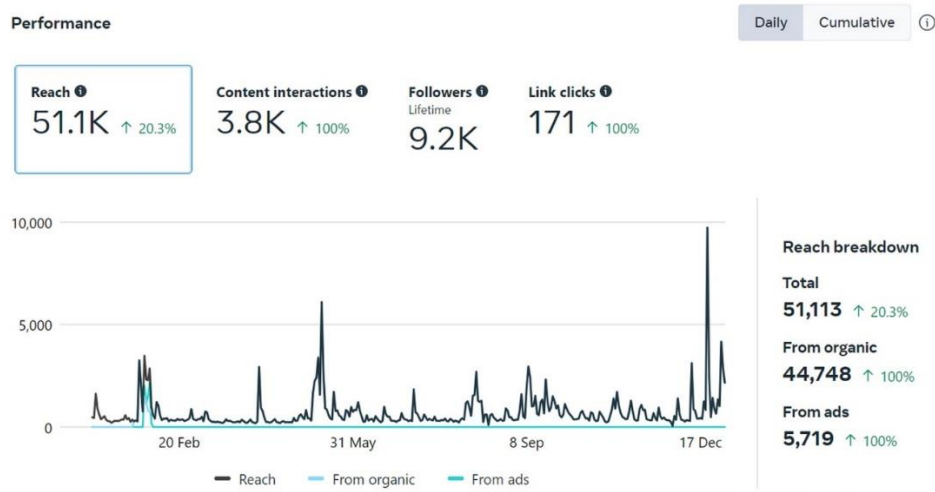 Performance
Daily Cumulative
Reach
51.1K ↑ 20.3%
Content interactions
3.8K ↑ 100%
Followers
Lifetime
9.2K
Link clicks
171 ↑ 100%
10,000
5,000
0
20 Feb 31 May 8 Sep 17 Dec
Reach From organic From ads
Reach breakdown
Total
51,113 ↑ 20.3%
From organic
44,748 ↑ 100%
From ads
5,719 ↑ 100%